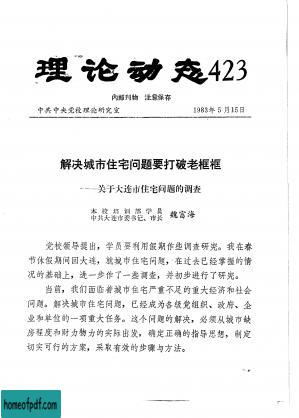 理论动态423
内部刊物 注意保存
中共中央党校理论研究室 1983年5月15日
解决城市住宅问题要打破老框框
——关于大连市住宅问题的调查
本校培训部学员
中共大连市委书记、市长 魏富海
党校领导提出，学员要利用假期作些调查研究。我在春
节休假期间回大连，就城市住宅问题，在过去已经掌握的情
况的基础上，进一步作了一些调查，并初步进行了研究。
当前，我们面临着城市住宅严重不足的重大经济和社会
问题。解决城市住宅问题，已经成为各级党组织、政府、企
业和单位的一项重大任务。这个问题的解决，必须从城市缺
房程度和财力物力的实际出发，确定正确的指导思想，制定
切实可行的方案，采取有效的步骤与方法。
homeofpdf.com
homeofpdf.com